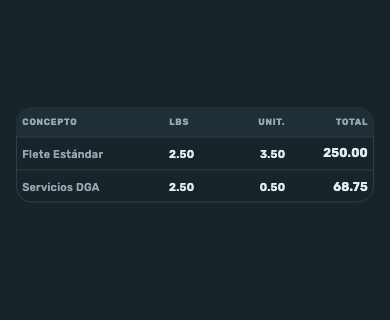 CONCEPTO LBS UNIT. TOTAL
Flete Estándar 2.50 3.50 250.00
Servicios DGA 2.50 0.50 68.75